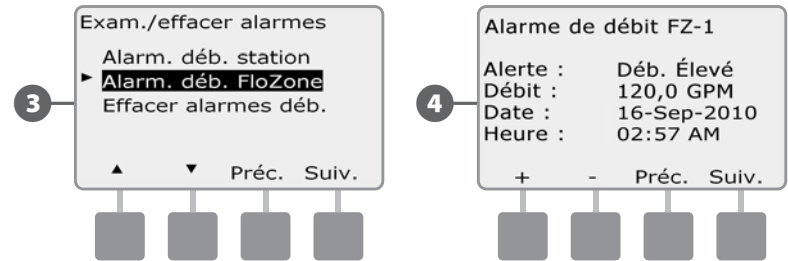 3
Exam./effacer alarmes
Alarm. déb. station
► Alarm. déb. FloZone
Effacer alarmes déb.
▲ ▼ Préc. Suiv.
4
Alarme de débit FZ-1
Alerte : Déb. Élevé
Débit : 120,0 GPM
Date : 16-Sep-2010
Heure : 02:57 AM
+ - Préc. Suiv.